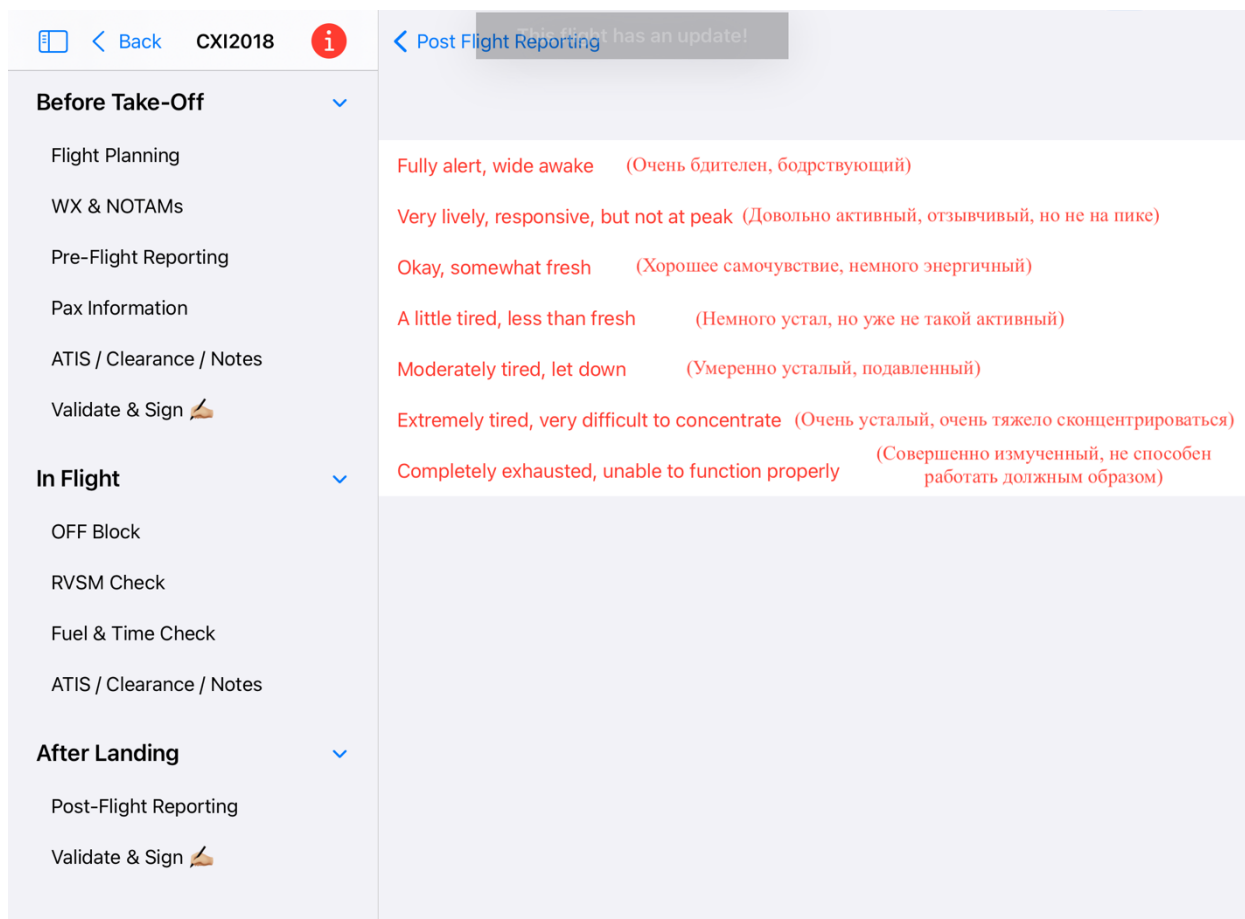 Back
CXI2018
i
Before Take-Off
Flight Planning
WX & NOTAMs
Pre-Flight Reporting
Pax Information
ATIS / Clearance / Notes
Validate & Sign ✍🏼
In Flight
OFF Block
RVSM Check
Fuel & Time Check
ATIS / Clearance / Notes
After Landing
Post-Flight Reporting
Validate & Sign ✍🏼
Post Flight Reporting
This flight has an update!
Fully alert, wide awake (Очень бдителен, бодрствующий)
Very lively, responsive, but not at peak (Довольно активный, отзывчивый, но не на пике)
Okay, somewhat fresh (Хорошее самочувствие, немного энергичный)
A little tired, less than fresh (Немного устал, но уже не такой активный)
Moderately tired, let down (Умеренно усталый, подавленный)
Extremely tired, very difficult to concentrate (Очень усталый, очень тяжело сконцентрироваться)
Completely exhausted, unable to function properly (Совершенно измученный, не способен
работать должным образом)